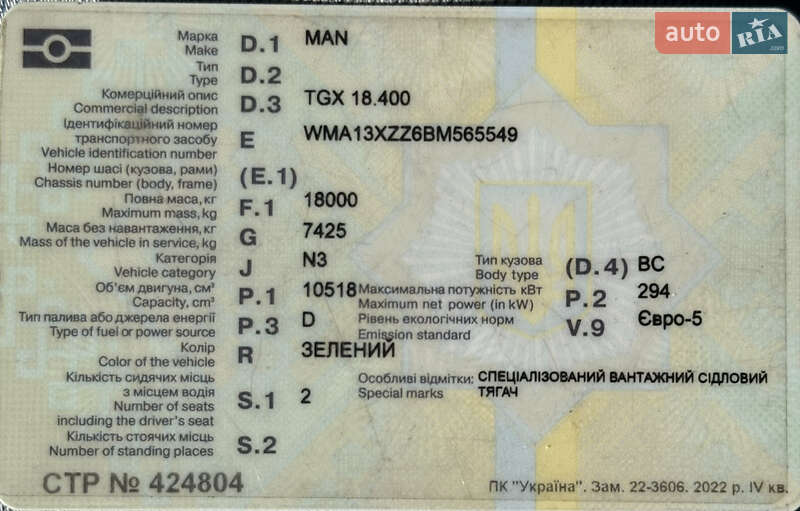 auto RIA.com
Марка
Make D.1 MAN
Тип
Type D.2
Комерційний опис
Commercial description D.3 TGX 18.400
Ідентифікаційний номер
транспортного засобу
Vehicle identification number E WMA13XZZ6BM565549
Номер шасі (кузова, рами)
Chassis number (body, frame) (E.1)
Повна маса, кг
Maximum mass, kg F.1 18000
Маса без навантаження, кг
Mass of the vehicle in service, kg G 7425
Категорія
Vehicle category J N3
Тип кузова
Body type (D.4) BC
Об'єм двигуна, см³
Capacity, cm³ P.1 10518
Максимальна потужність кВт
Maximum net power (in kW) P.2 294
Тип палива або джерела енергії
Type of fuel or power source P.3 D
Рівень екологічних норм
Emission standard V.9 Євро-5
Колір
Color of the vehicle R ЗЕЛЕНИЙ
Кількість сидячих місць
з місцем водія
Number of seats
including the driver's seat S.1 2
Особливі відмітки: СПЕЦІАЛІЗОВАНИЙ ВАНТАЖНИЙ СІДЛОВИЙ
Special marks ТЯГАЧ
Кількість стоячих місць
Number of standing places S.2
СТР № 424804
ПК "Україна". Зам. 22-3606. 2022 р. IV кв.